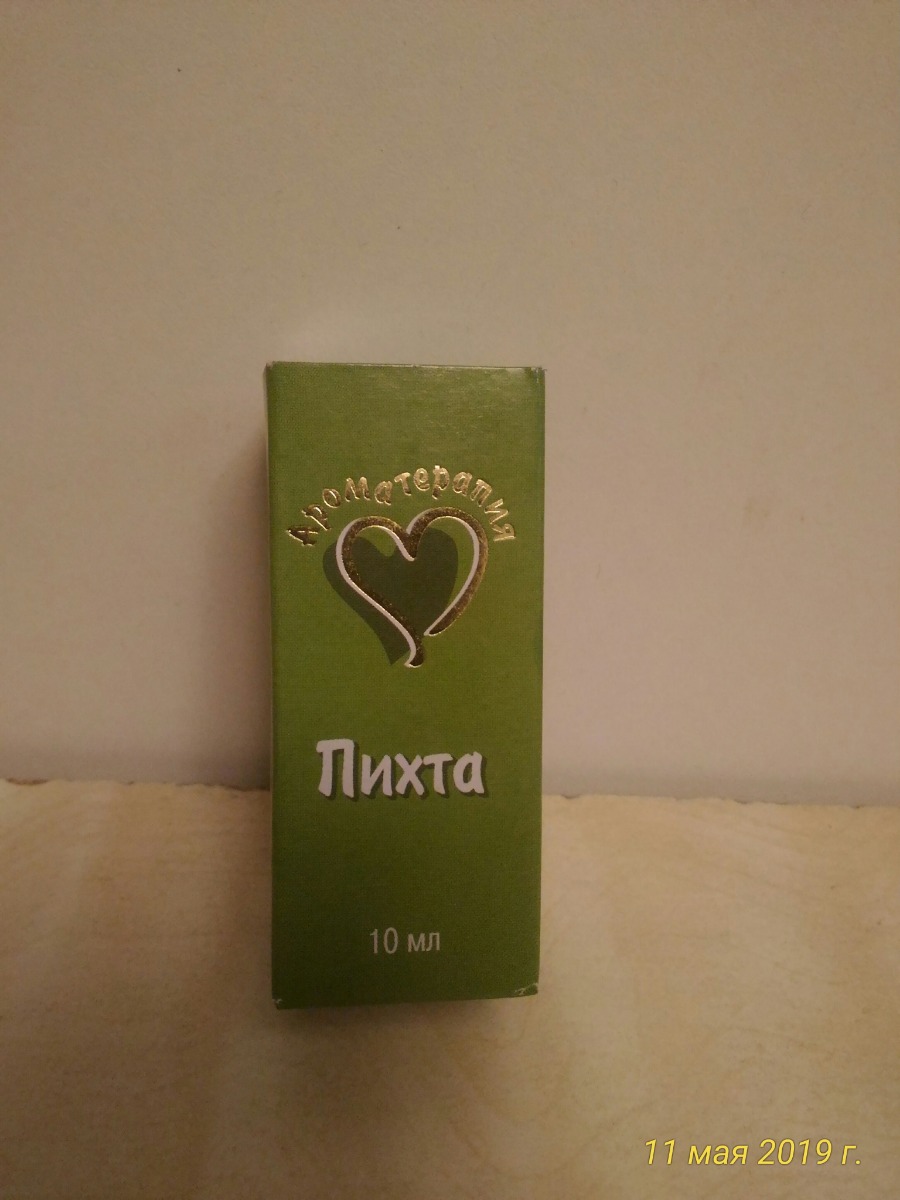 Ароматерапия
Пихта
10 мл
11 мая 2019 г.